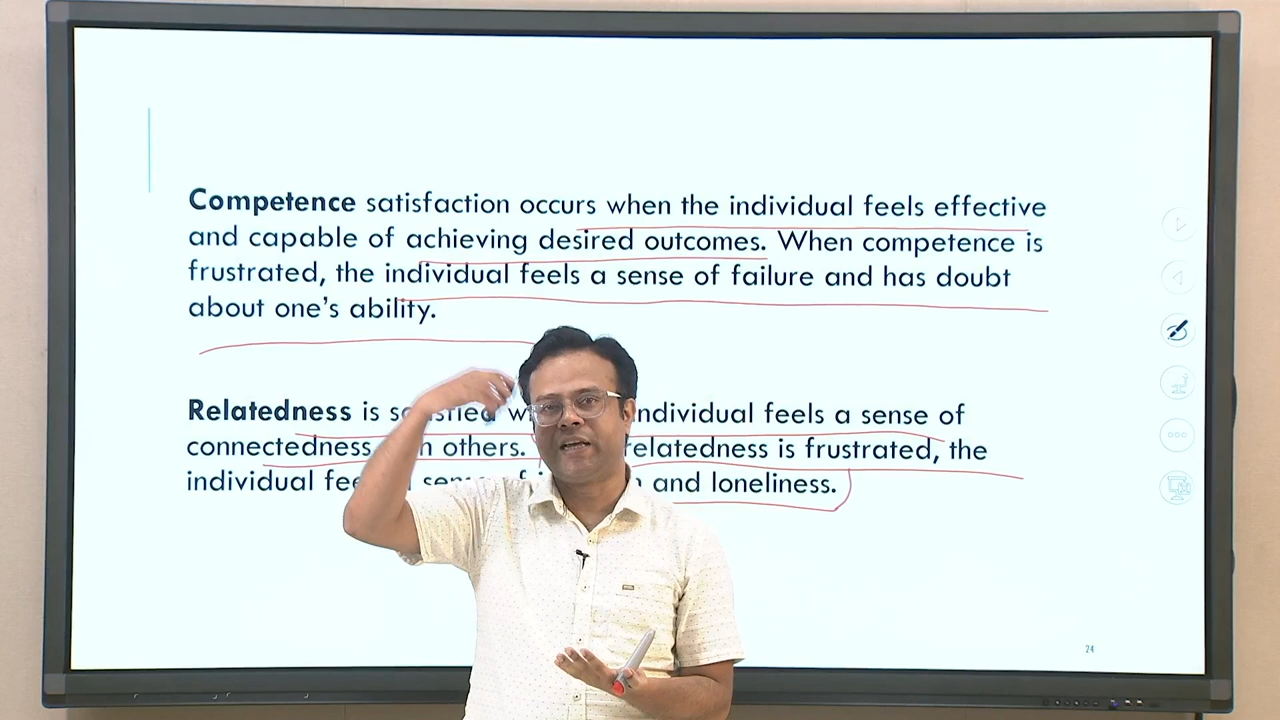 Competence satisfaction occurs when the individual feels effective
and capable of achieving desired outcomes. When competence is
frustrated, the individual feels a sense of failure and has doubt
about one's ability.
Relatedness is satisfied individual feels a sense of
connectedness others. relatedness is frustrated, the
individual and loneliness.
24